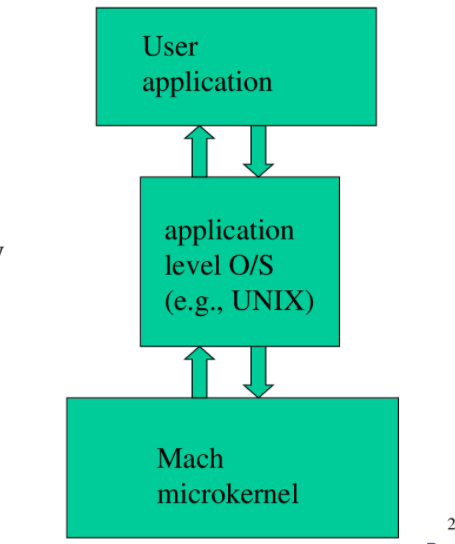 User
application
application
level O/S
(e.g., UNIX)
Mach
microkernel
2